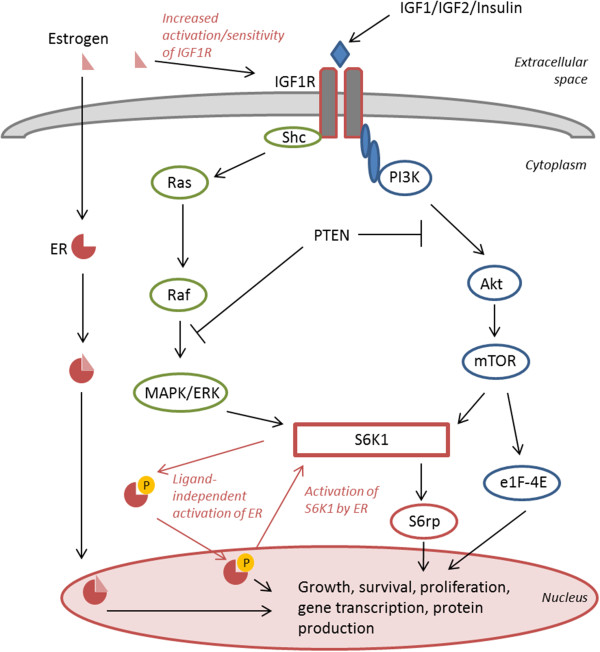 IGF1/IGF2/Insulin
Increased
activation/sensitivity
of IGF1R
Estrogen
Extracellular
space
IGF1R
Shc
Cytoplasm
Ras
PI3K
PTEN
ER
Akt
Raf
mTOR
MAPK/ERK
S6K1
P
Ligand-
independent
activation of ER
Activation of
S6K1 by ER
e1F-4E
S6rp
P
Growth, survival, proliferation,
gene transcription, protein
production
Nucleus